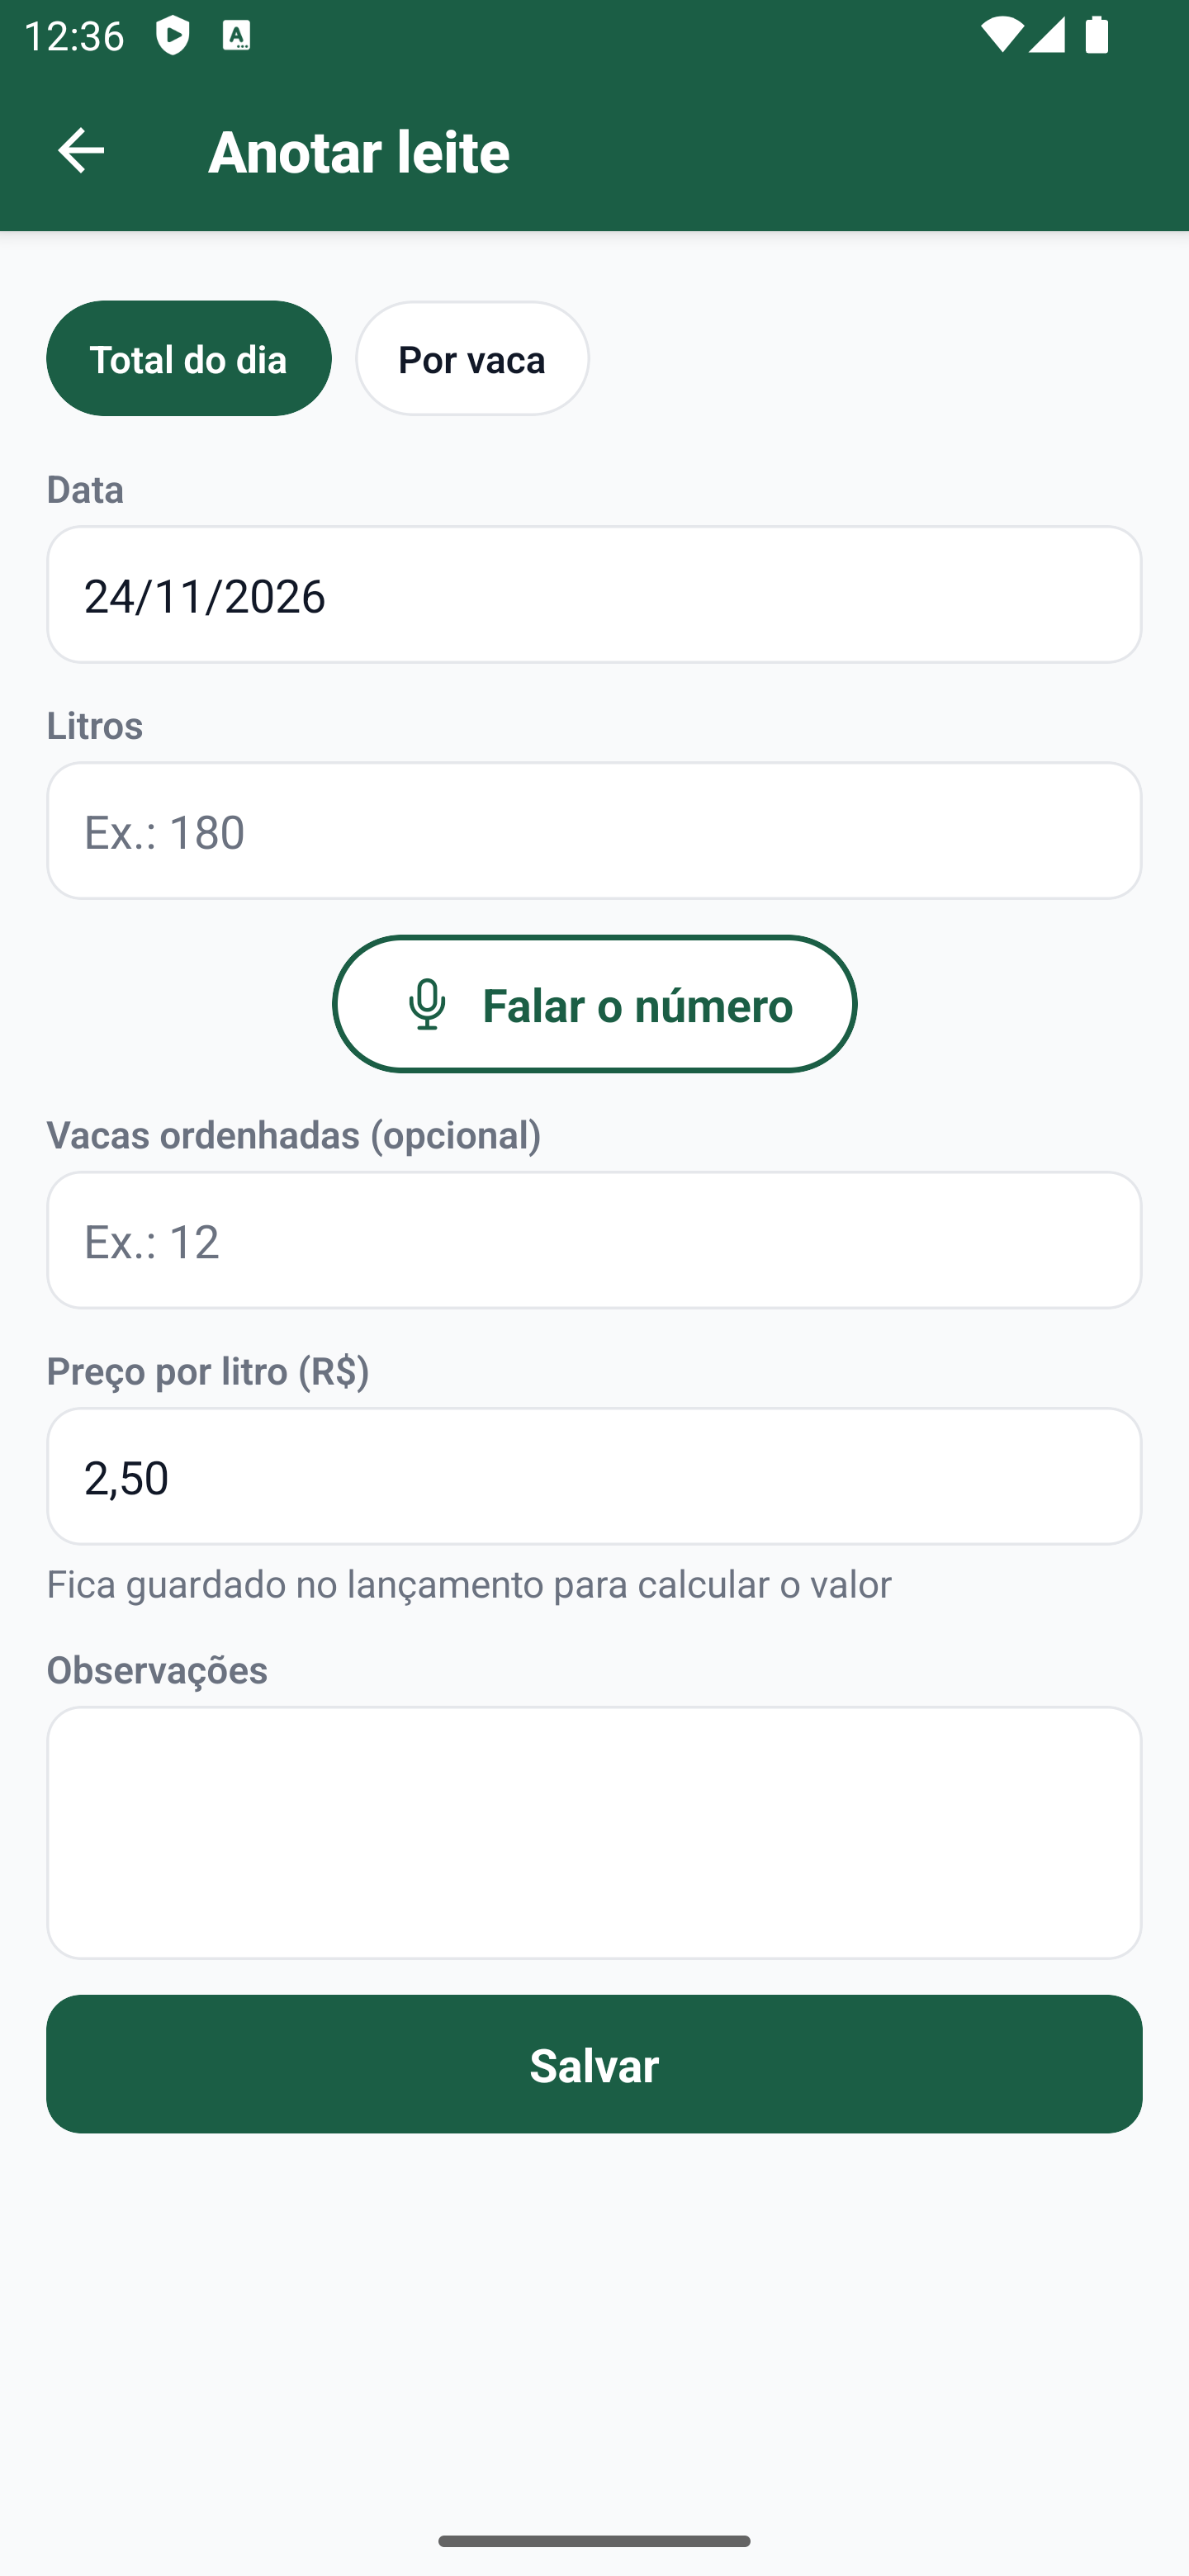 12:36
Anotar leite
Total do dia
Por vaca
Data
24/11/2026
Litros
Ex.: 180
Falar o número
Vacas ordenhadas (opcional)
Ex.: 12
Preço por litro (R$)
2,50
Fica guardado no lançamento para calcular o valor
Observações
Salvar